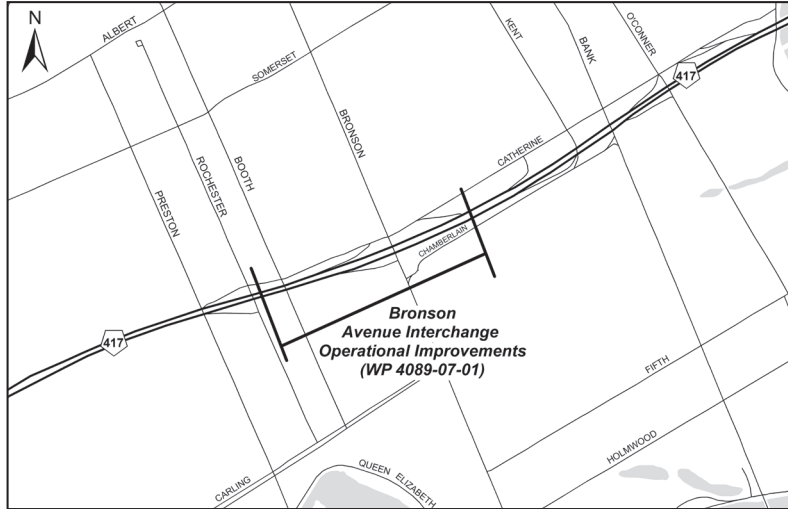 N
ALBERT
SOMERSET
KENT
BANK
O'CONNER
417
BRONSON
BOOTH
ROCHESTER
PRESTON
CATHERINE
CHAMBERLAIN
417
Bronson
Avenue Interchange
Operational Improvements
(WP 4089-07-01)
FIFTH
HOLMWOOD
CARLING
QUEEN ELIZABETH